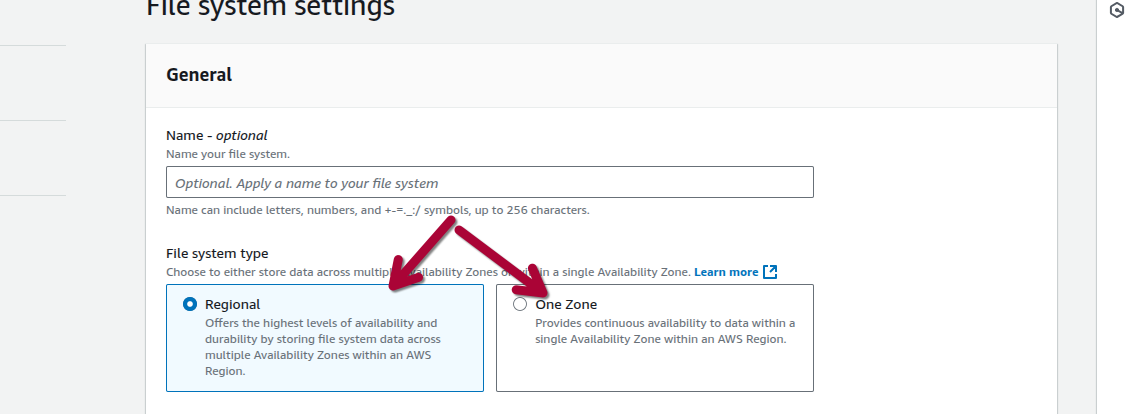 File system settings
General
Name - optional
Name your file system.
Optional. Apply a name to your file system
Name can include letters, numbers, and +-=._:/ symbols, up to 256 characters.
File system type
Choose to either store data across multiple Availability Zones or within a single Availability Zone. Learn more
Regional
Offers the highest levels of availability and
durability by storing file system data across
multiple Availability Zones within an AWS
Region.
One Zone
Provides continuous availability to data within a
single Availability Zone within an AWS Region.